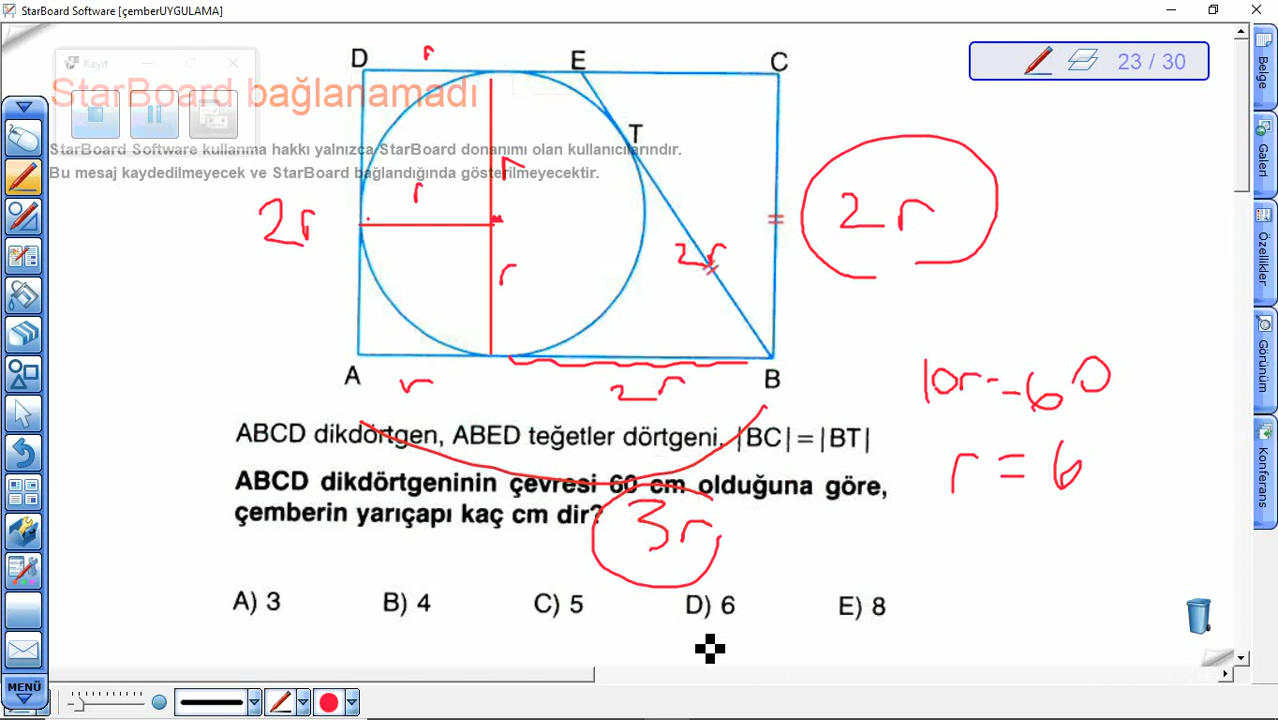 StarBoard Software [çemberUYGULAMA]
Kayıt
StarBoard bağlanamadı
StarBoard Software kullanma hakkı yalnızca StarBoard donanımı olan kullanıcılarındır.
Bu mesaj kaydedilmeyecek ve StarBoard bağlandığında gösterilmeyecektir.
23 / 30
D r E C
T
r
r
2r
2r
2r
r
A r 2r B
10r = 60
r = 6
ABCD dikdörtgen, ABED teğetler dörtgeni, |BC| = |BT|
ABCD dikdörtgeninin çevresi 60 cm olduğuna göre,
çemberin yarıçapı kaç cm dir?
3r
A) 3 B) 4 C) 5 D) 6 E) 8
Belge
Galeri
Özellikler
Görünüm
Konferans
MENÜ